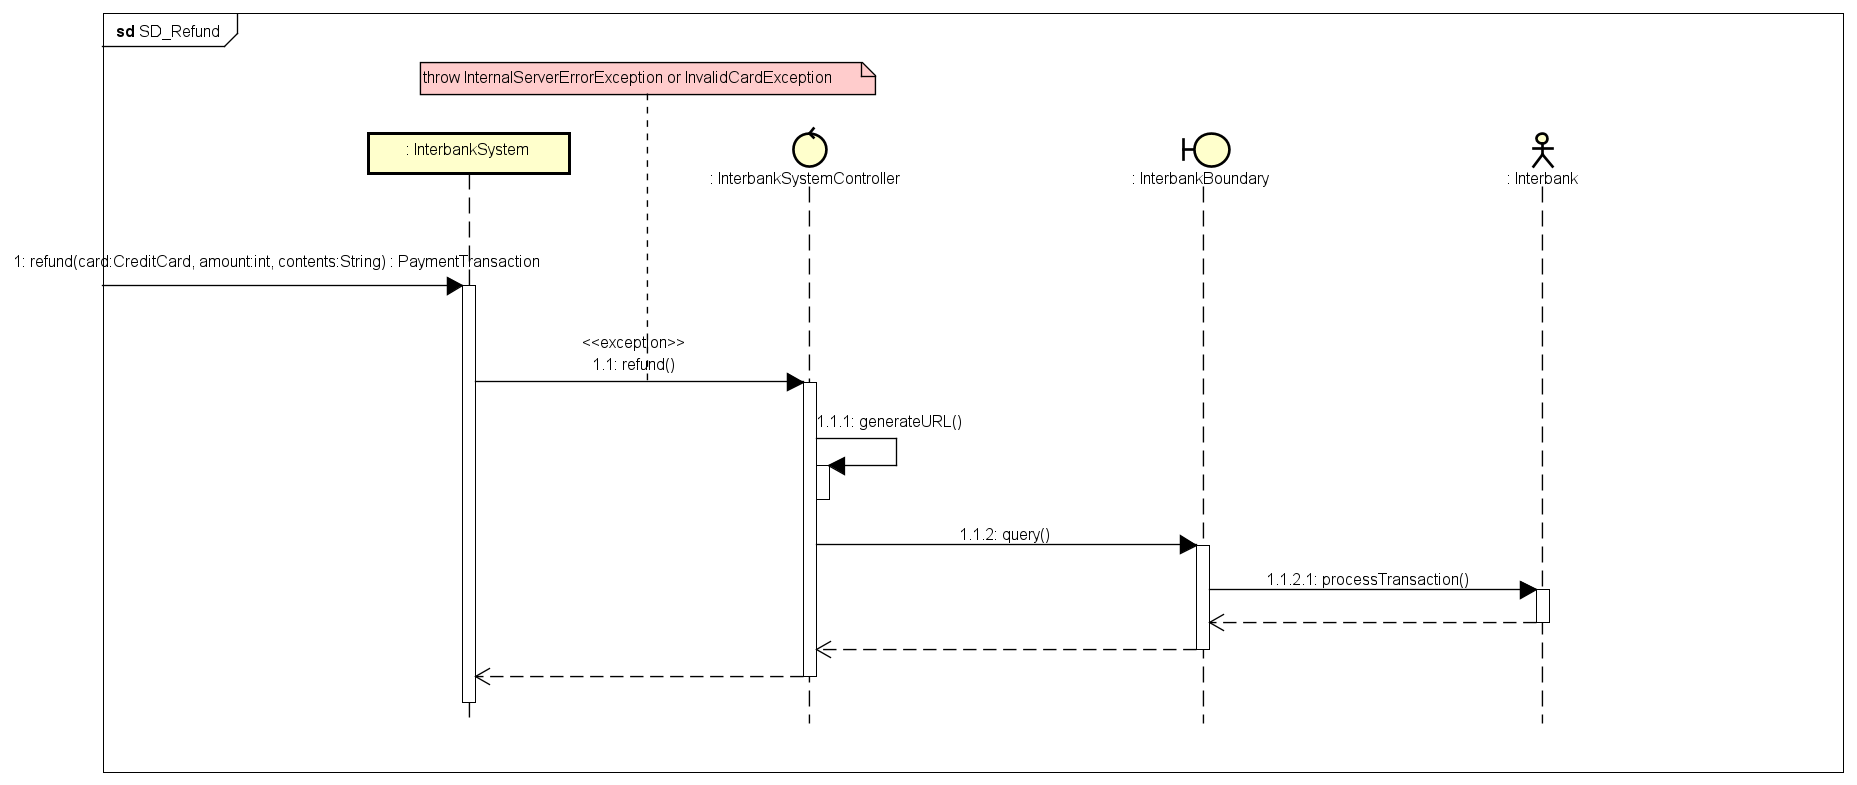 sd SD_Refund
throw InternalServerErrorException or InvalidCardException
: InterbankSystem
: InterbankSystemController
: InterbankBoundary
: Interbank
1: refund(card:CreditCard, amount:int, contents:String) : PaymentTransaction
<<exception>>
1.1: refund()
1.1.1: generateURL()
1.1.2: query()
1.1.2.1: processTransaction()